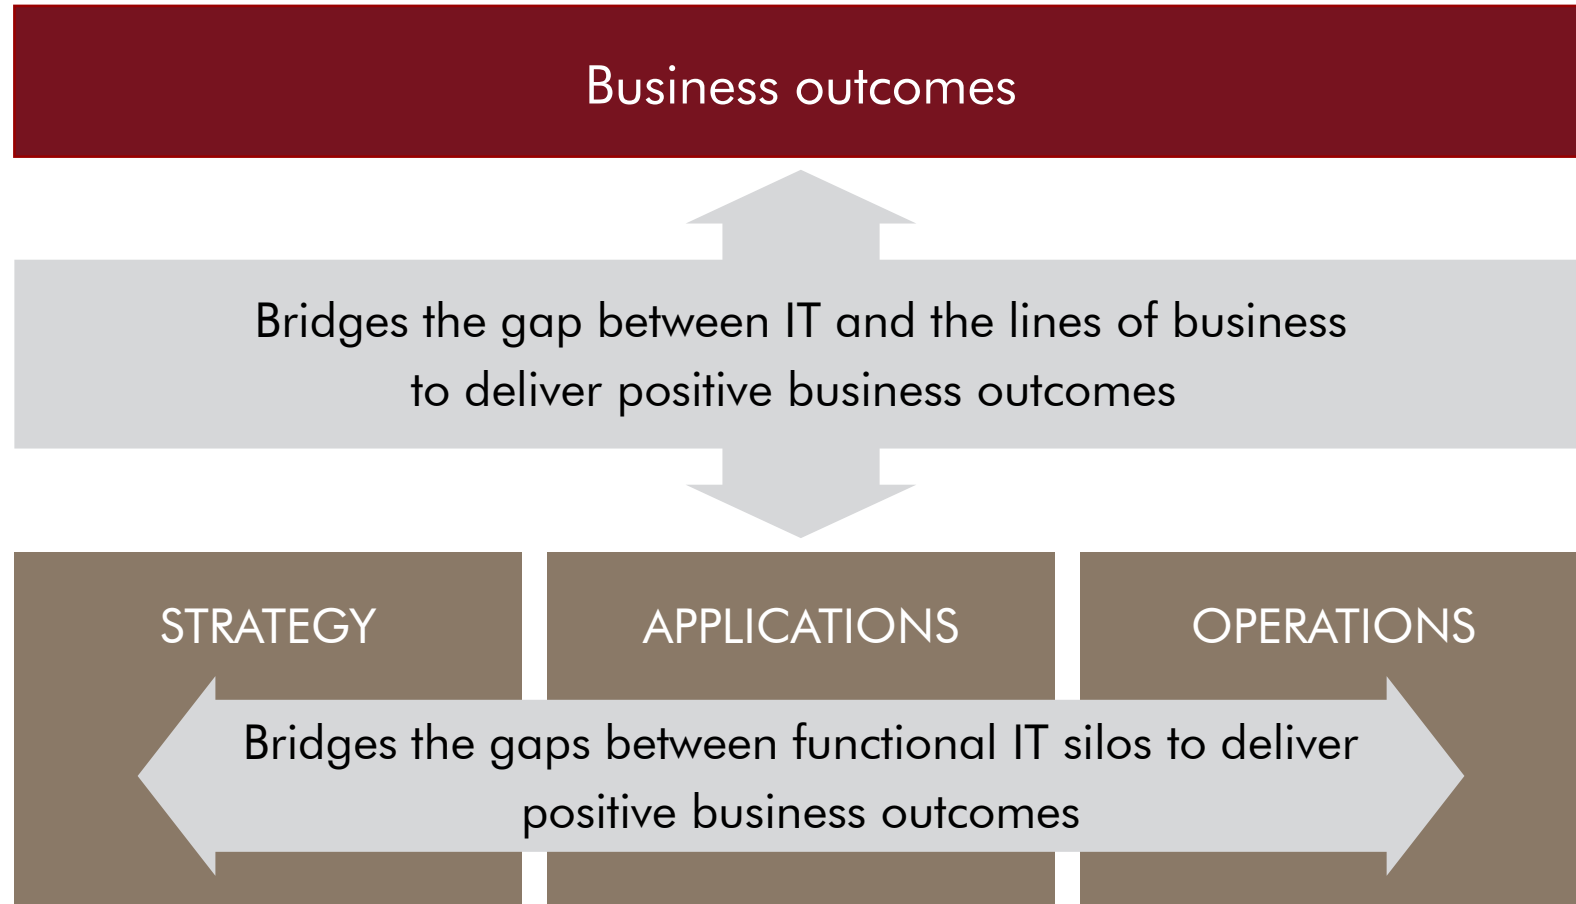 Business outcomes
Bridges the gap between IT and the lines of business
to deliver positive business outcomes
STRATEGY
APPLICATIONS
OPERATIONS
Bridges the gaps between functional IT silos to deliver
positive business outcomes